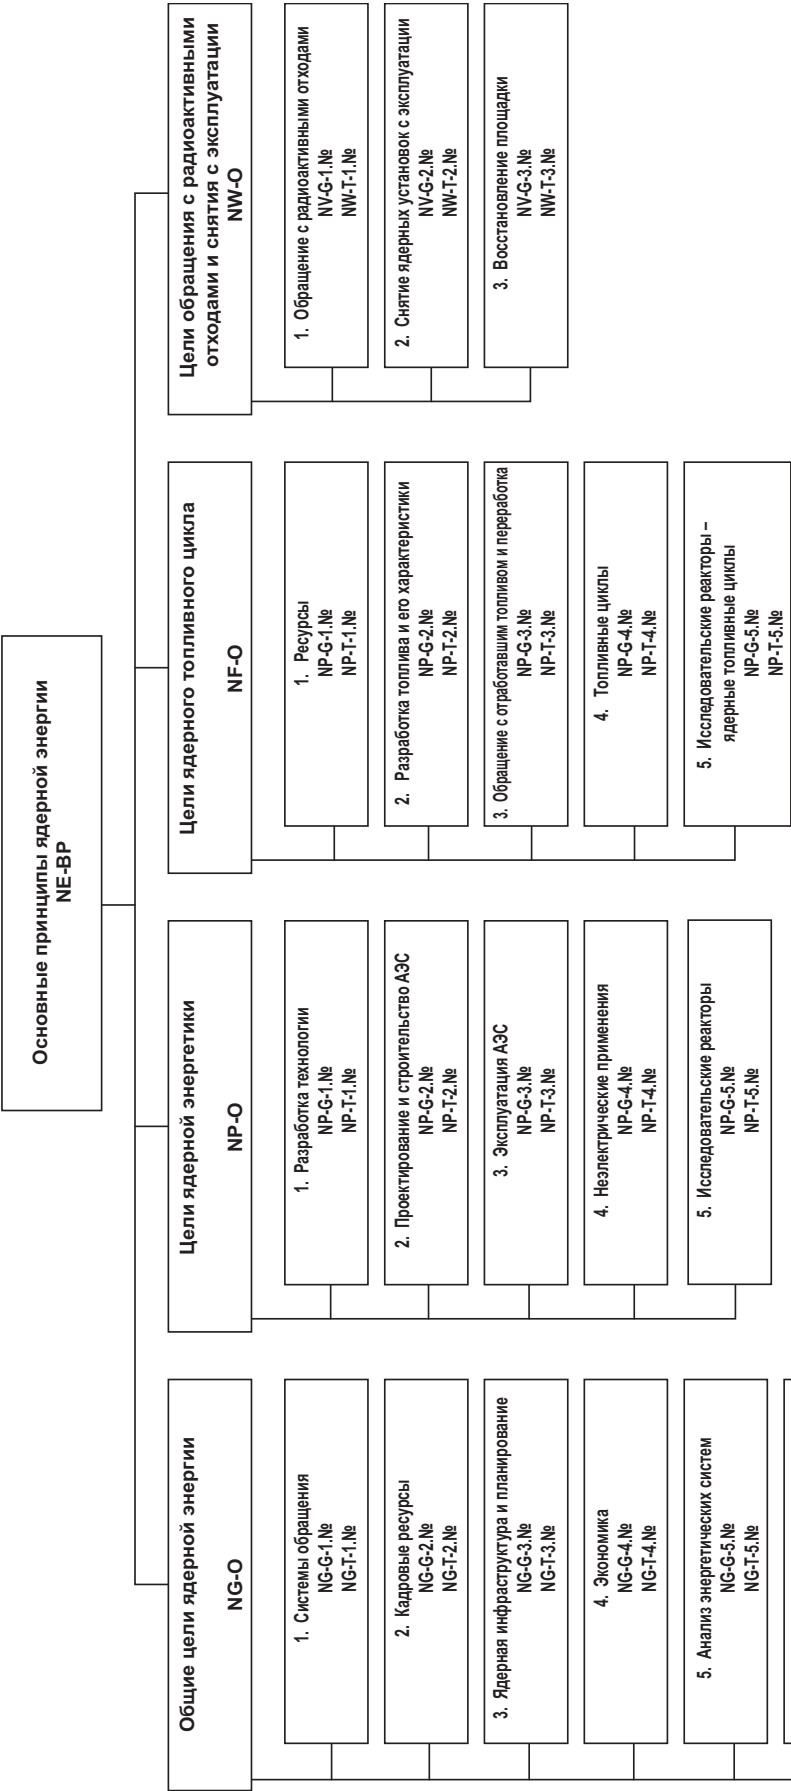 Основные принципы ядерной энергии
NE-BP
Общие цели ядерной энергии
NG-O
1. Системы обращения
NG-G-1.№
NG-T-1.№
2. Кадровые ресурсы
NG-G-2.№
NG-T-2.№
3. Ядерная инфраструктура и планирование
NG-G-3.№
NG-T-3.№
4. Экономика
NG-G-4.№
NG-T-4.№
5. Анализ энергетических систем
NG-G-5.№
NG-T-5.№
Цели ядерной энергетики
NP-O
1. Разработка технологии
NP-G-1.№
NP-T-1.№
2. Проектирование и строительство АЭС
NP-G-2.№
NP-T-2.№
3. Эксплуатация АЭС
NP-G-3.№
NP-T-3.№
4. Неэлектрические применения
NP-G-4.№
NP-T-4.№
5. Исследовательские реакторы
NP-G-5.№
NP-T-5.№
Цели ядерного топливного цикла
NF-O
1. Ресурсы
NP-G-1.№
NP-T-1.№
2. Разработка топлива и его характеристики
NP-G-2.№
NP-T-2.№
3. Обращение с отработавшим топливом и переработка
NP-G-3.№
NP-T-3.№
4. Топливные циклы
NP-G-4.№
NP-T-4.№
5. Исследовательские реакторы –
ядерные топливные циклы
NP-G-5.№
NP-T-5.№
Цели обращения с радиоактивными
отходами и снятия с эксплуатации
NW-O
1. Обращение с радиоактивными отходами
NV-G-1.№
NW-T-1.№
2. Снятие ядерных установок с эксплуатации
NV-G-2.№
NW-T-2.№
3. Восстановление площадки
NV-G-3.№
NW-T-3.№